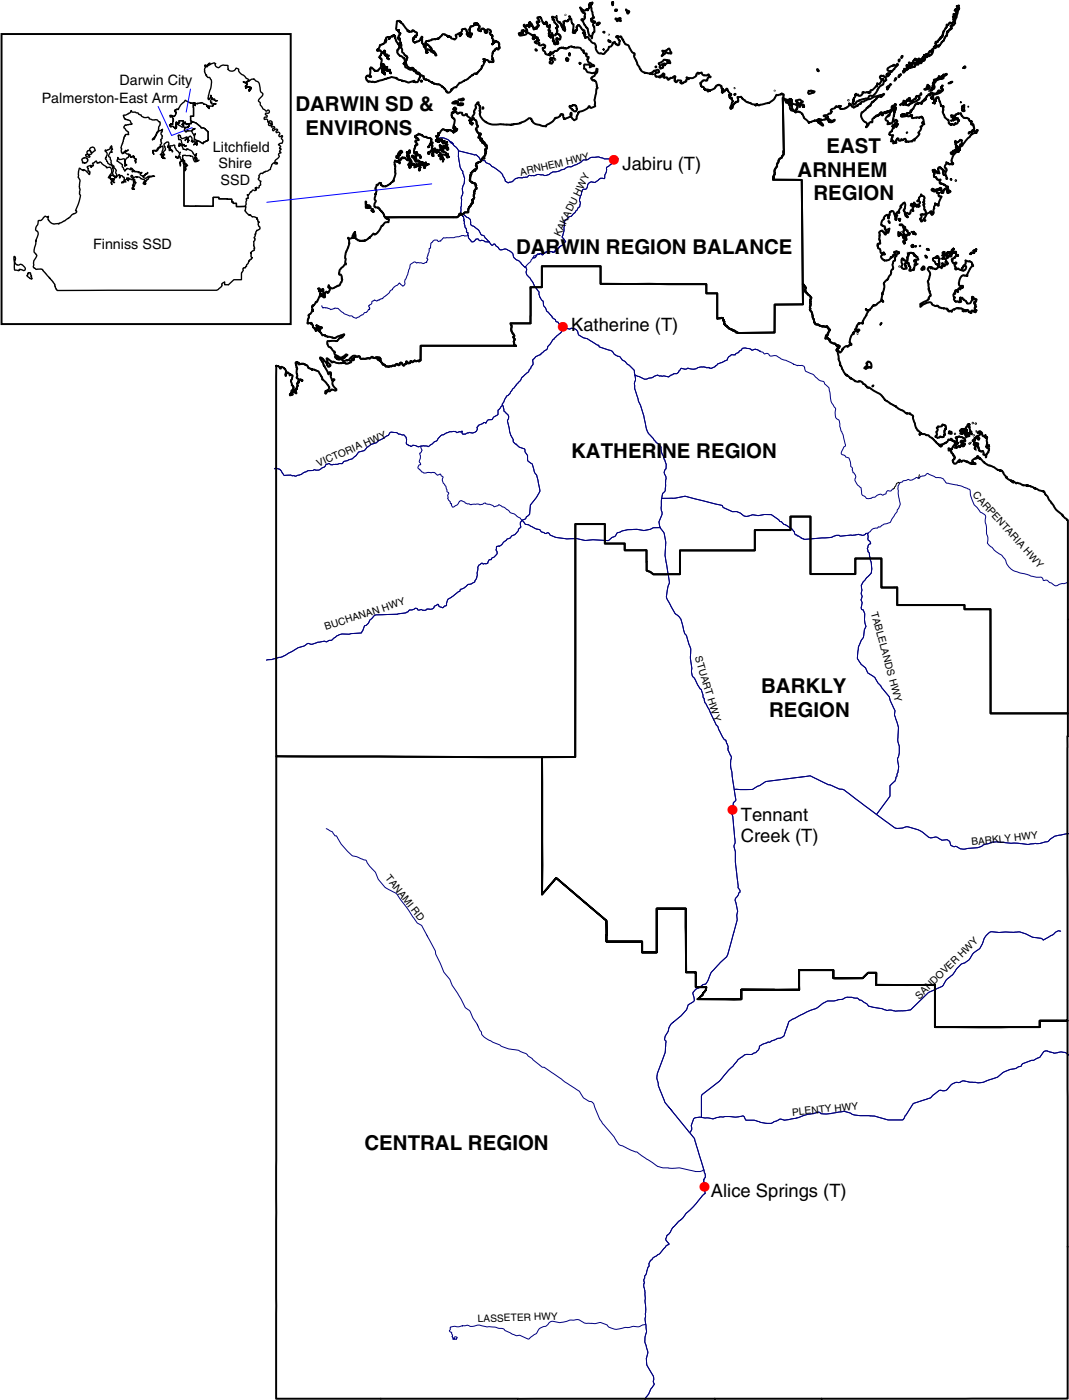 Darwin City
Palmerston-East Arm
Litchfield
Shire
SSD
Finniss SSD
DARWIN SD &
ENVIRONS
EAST
ARNHEM
REGION
ARNHEM HWY
Jabiru (T)
KAKADU HWY
DARWIN REGION BALANCE
Katherine (T)
VICTORIA HWY
KATHERINE REGION
CARPENTARIA HWY
BUCHANAN HWY
TABLELANDS HWY
STUART HWY
BARKLY
REGION
Tennant
Creek (T)
BARKLY HWY
TANAMI RD
SANDOVER HWY
PLENTY HWY
CENTRAL REGION
Alice Springs (T)
LASSETER HWY